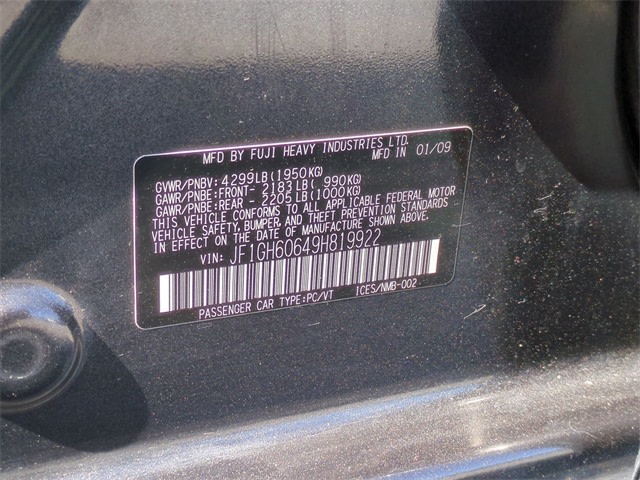 MFD BY FUJI HEAVY INDUSTRIES LTD.
MFD IN 01/09
GVWR/PNBV: 4299LB(1950KG)
GAWR/PNBE:FRONT- 2183LB( 990KG)
GAWR/PNBE:REAR - 2205LB(1000KG)
THIS VEHICLE CONFORMS TO ALL APPLICABLE FEDERAL MOTOR
VEHICLE SAFETY, BUMPER, AND THEFT PREVENTION STANDARDS
IN EFFECT ON THE DATE OF MANUFACTURE SHOWN ABOVE.
VIN: JF1GH60649H819922
PASSENGER CAR TYPE:PC/VT ICES/NMB-002